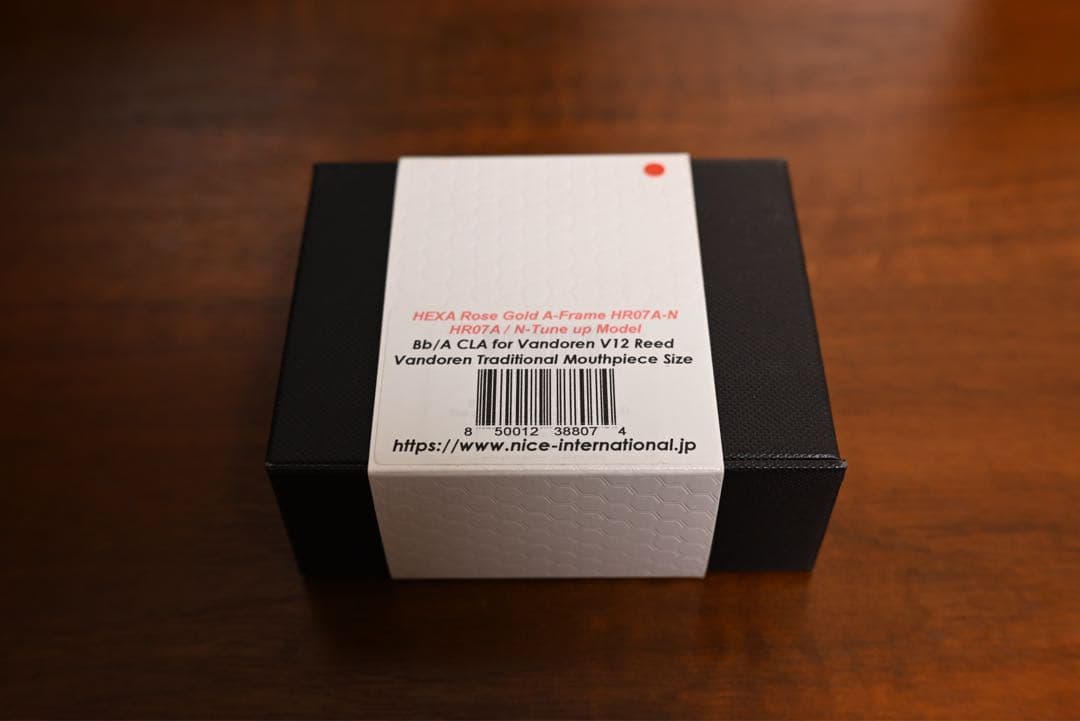 HEXA Rose Gold A-Frame HR07A-N
HR07A / N-Tune up Model
Bb/A CLA for Vandoren V12 Reed
Vandoren Traditional Mouthpiece Size
8 50012 38807 4
https://www.nice-international.jp